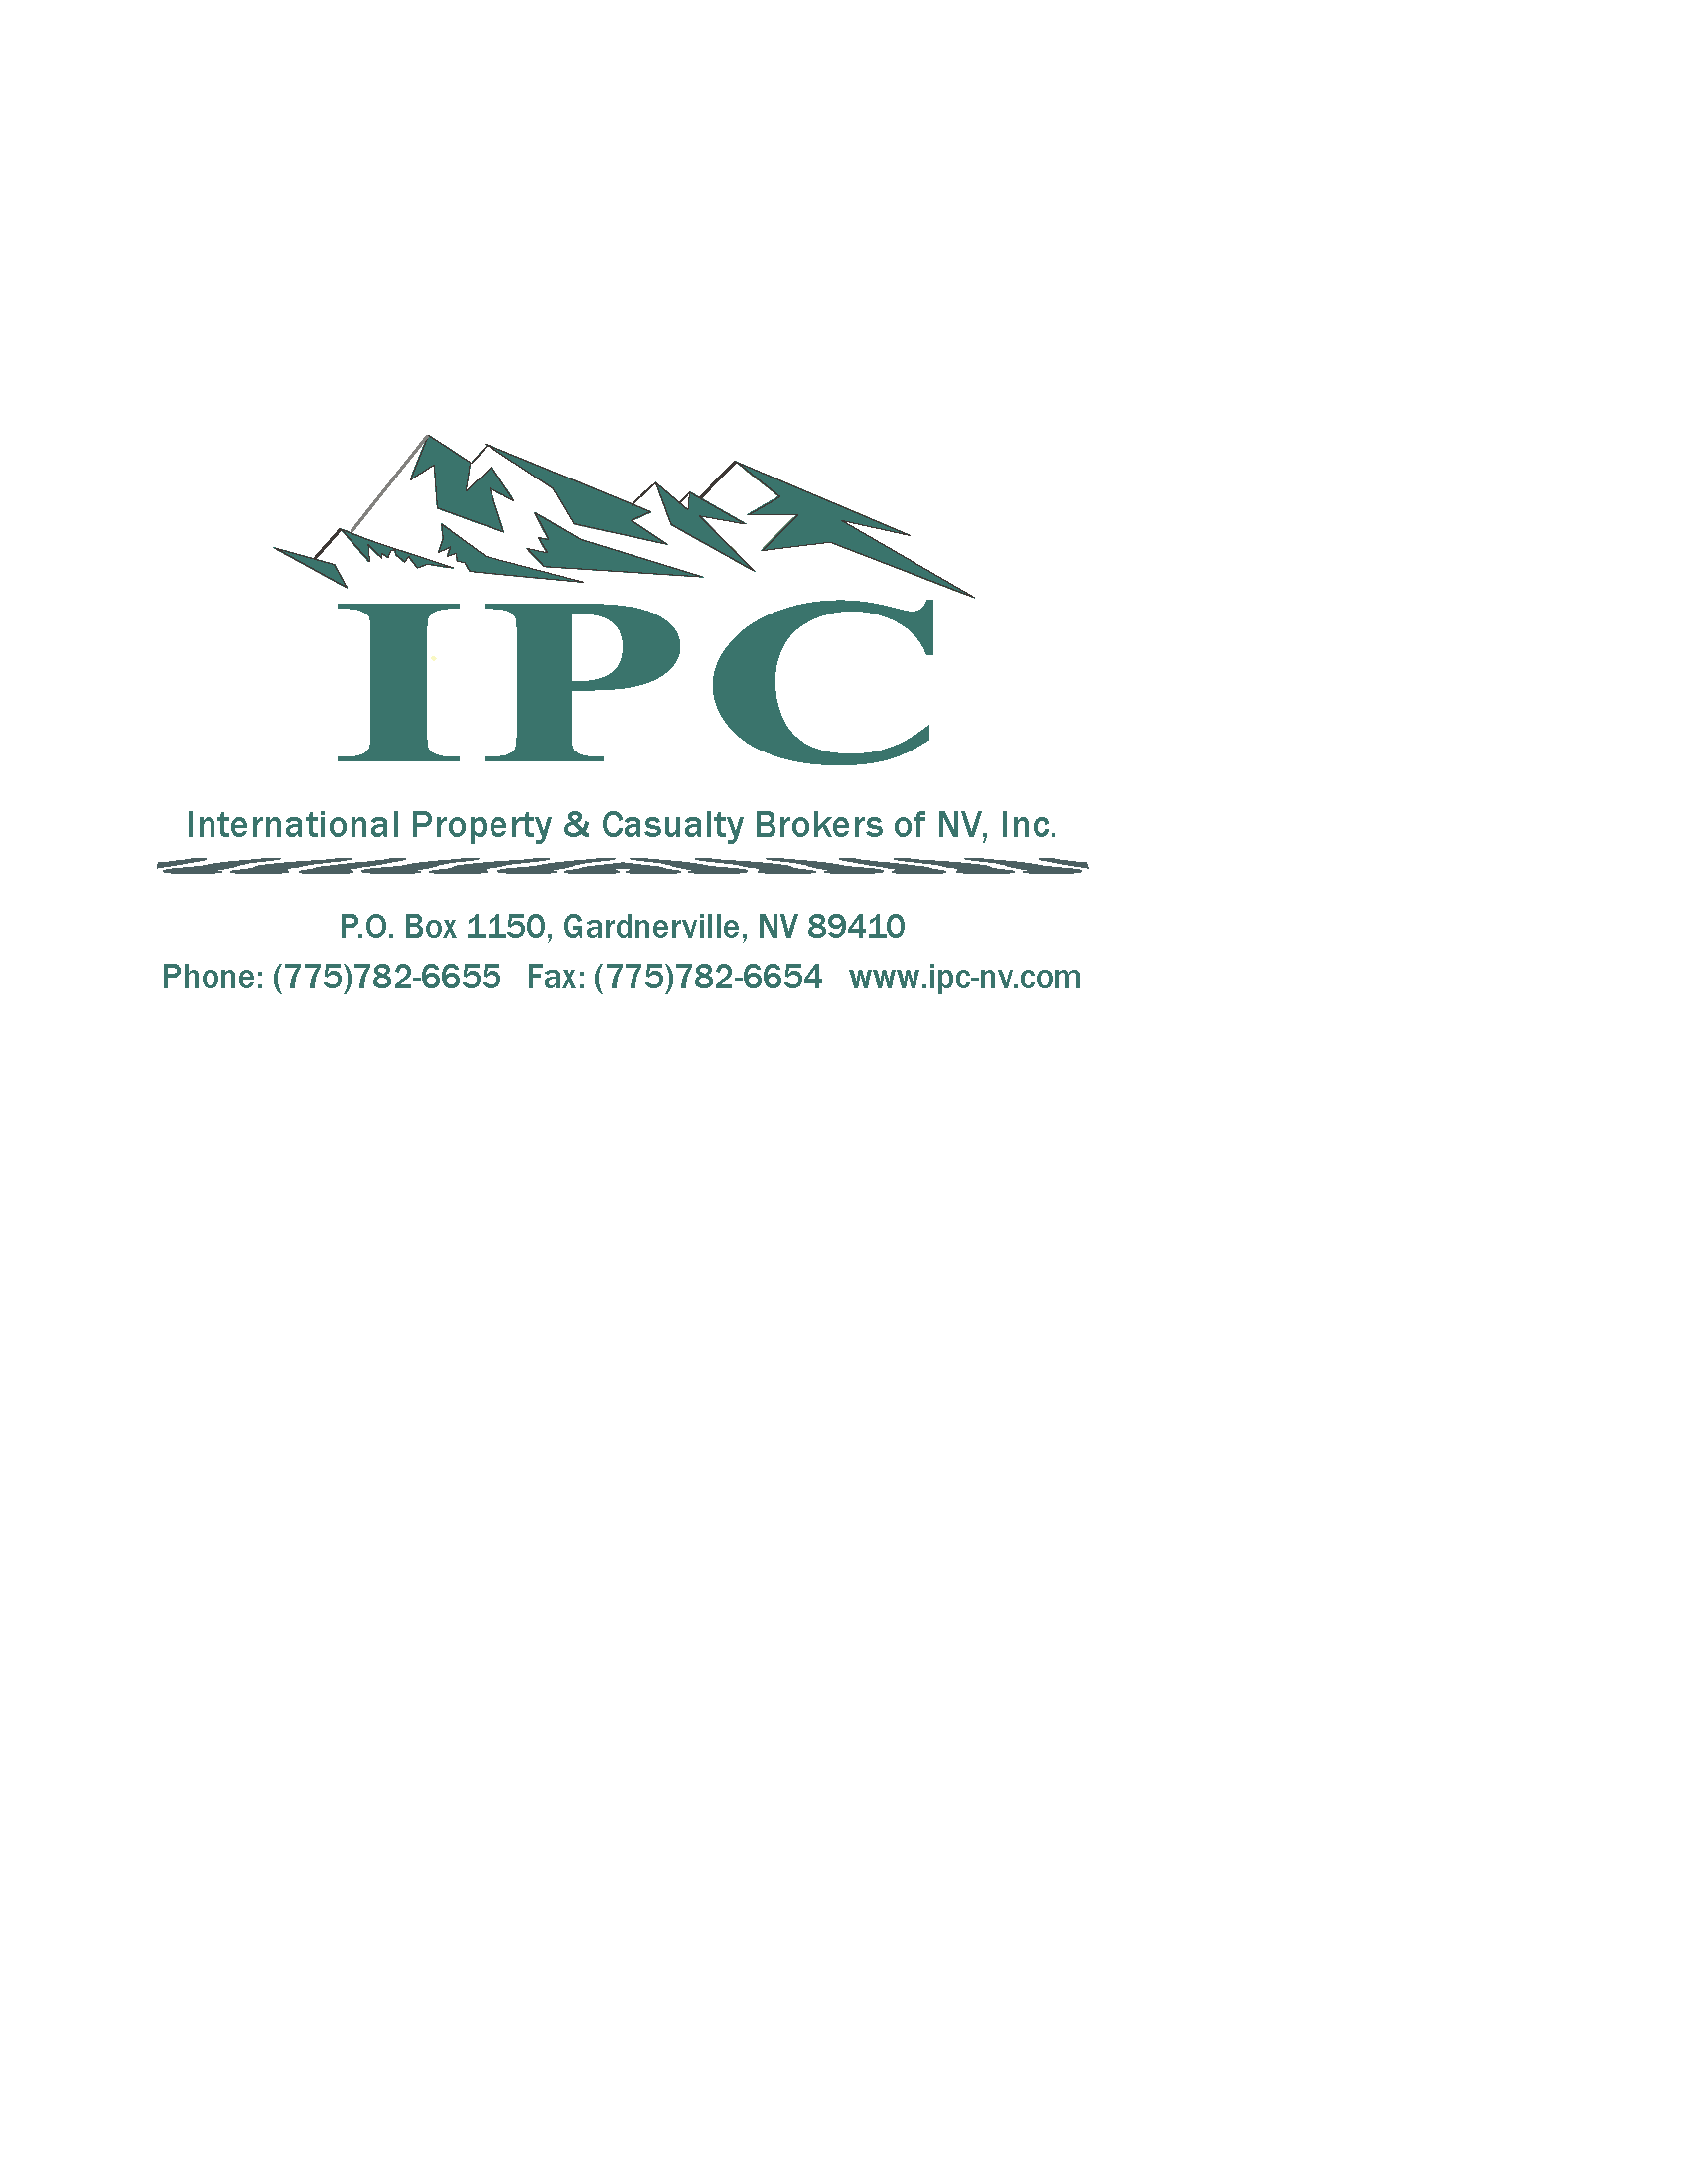 IPC
International Property & Casualty Brokers of NV, Inc.
P.O. Box 1150, Gardnerville, NV 89410
Phone: (775)782-6655 Fax: (775)782-6654 www.ipc-nv.com